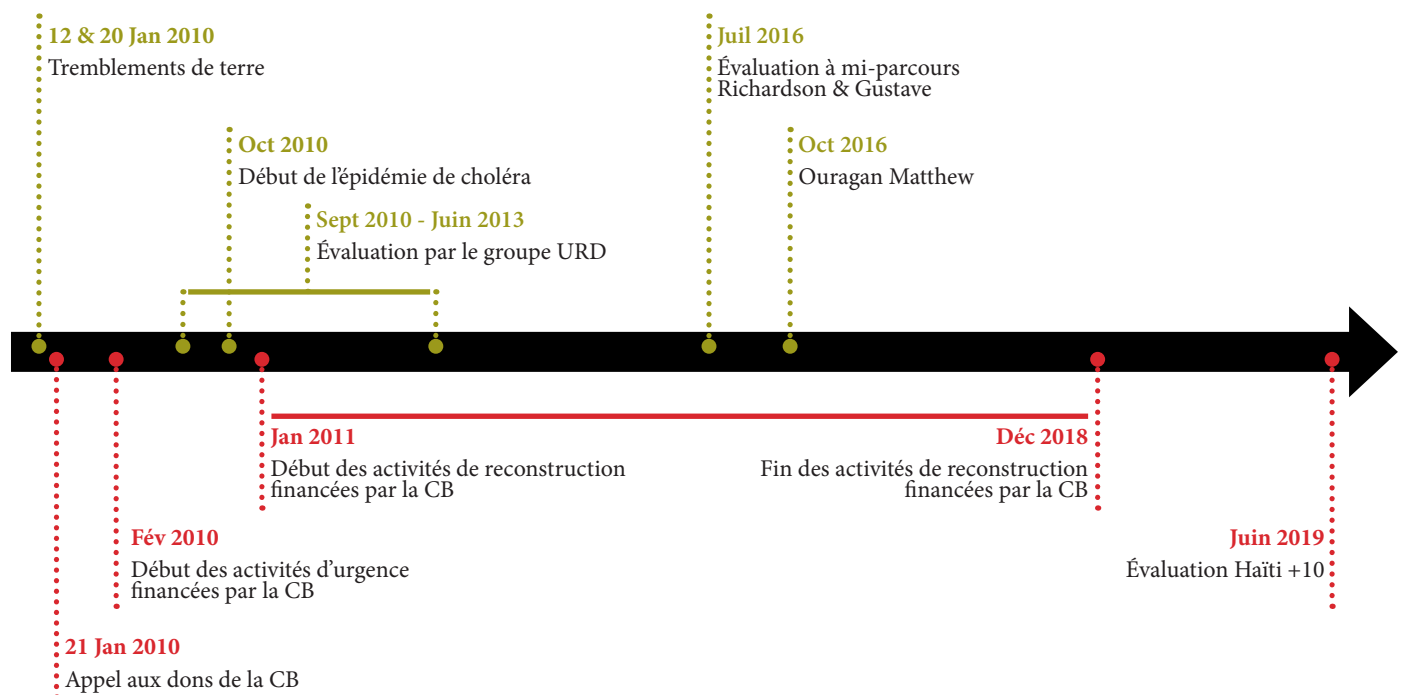 12 & 20 Jan 2010
Tremblements de terre
Juil 2016
Évaluation à mi-parcours
Richardson & Gustave
Oct 2010
Début de l'épidémie de choléra
Oct 2016
Ouragan Matthew
Sept 2010 - Juin 2013
Évaluation par le groupe URD
Jan 2011
Début des activités de reconstruction
financées par la CB
Déc 2018
Fin des activités de reconstruction
financées par la CB
Fév 2010
Début des activités d'urgence
financées par la CB
Juin 2019
Évaluation Haïti +10
21 Jan 2010
Appel aux dons de la CB